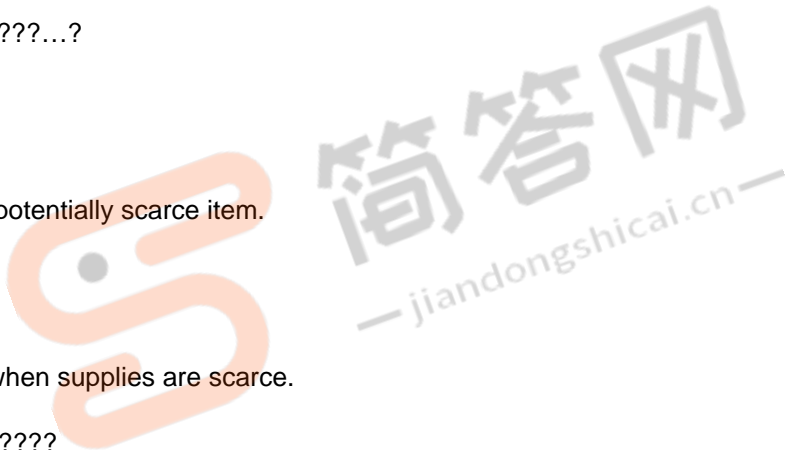 ???…?
简答网
potentially scarce item.
— jiandongshicai.cn —
when supplies are scarce.
????